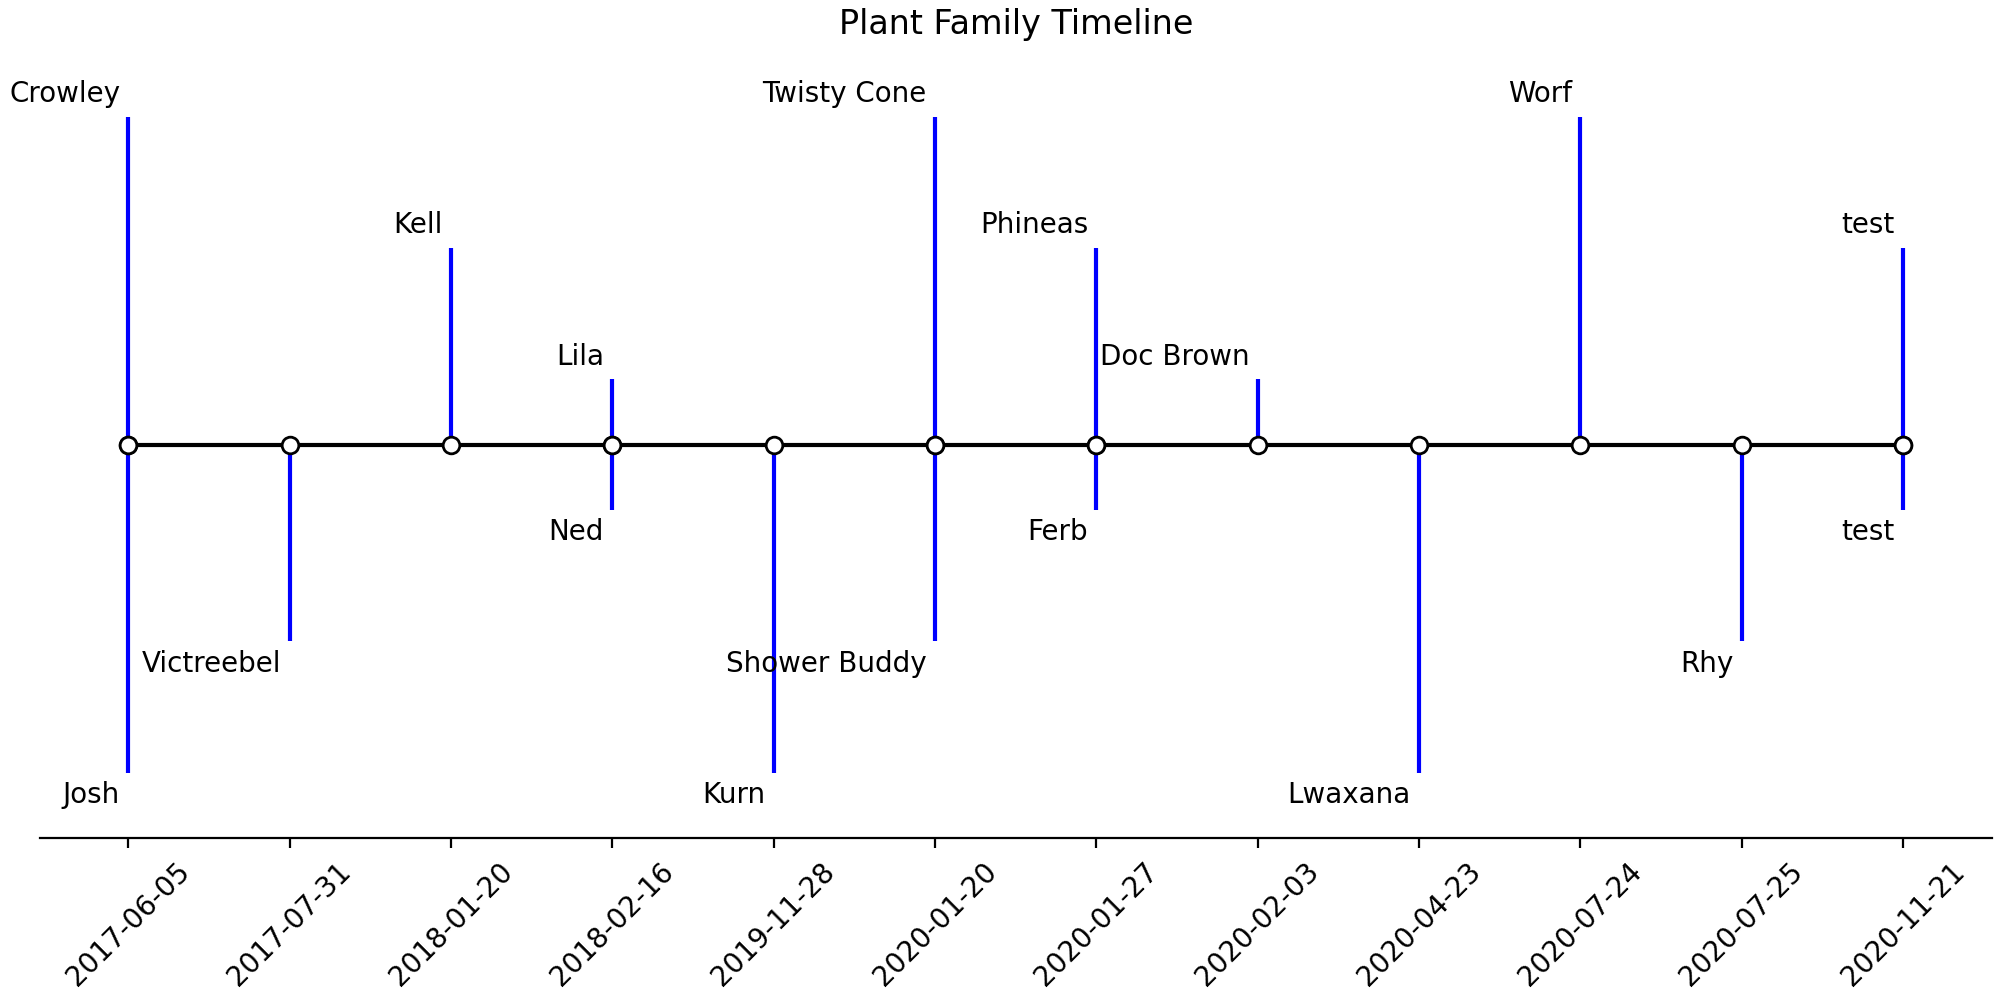 Plant Family Timeline
Crowley
Twisty Cone
Worf
Kell
Phineas
test
Lila
Doc Brown
Ned
Ferb
test
Victreebel
Shower Buddy
Rhy
Josh
Kurn
Lwaxana
2017-06-05
2017-07-31
2018-01-20
2018-02-16
2019-11-28
2020-01-20
2020-01-27
2020-02-03
2020-04-23
2020-07-24
2020-07-25
2020-11-21